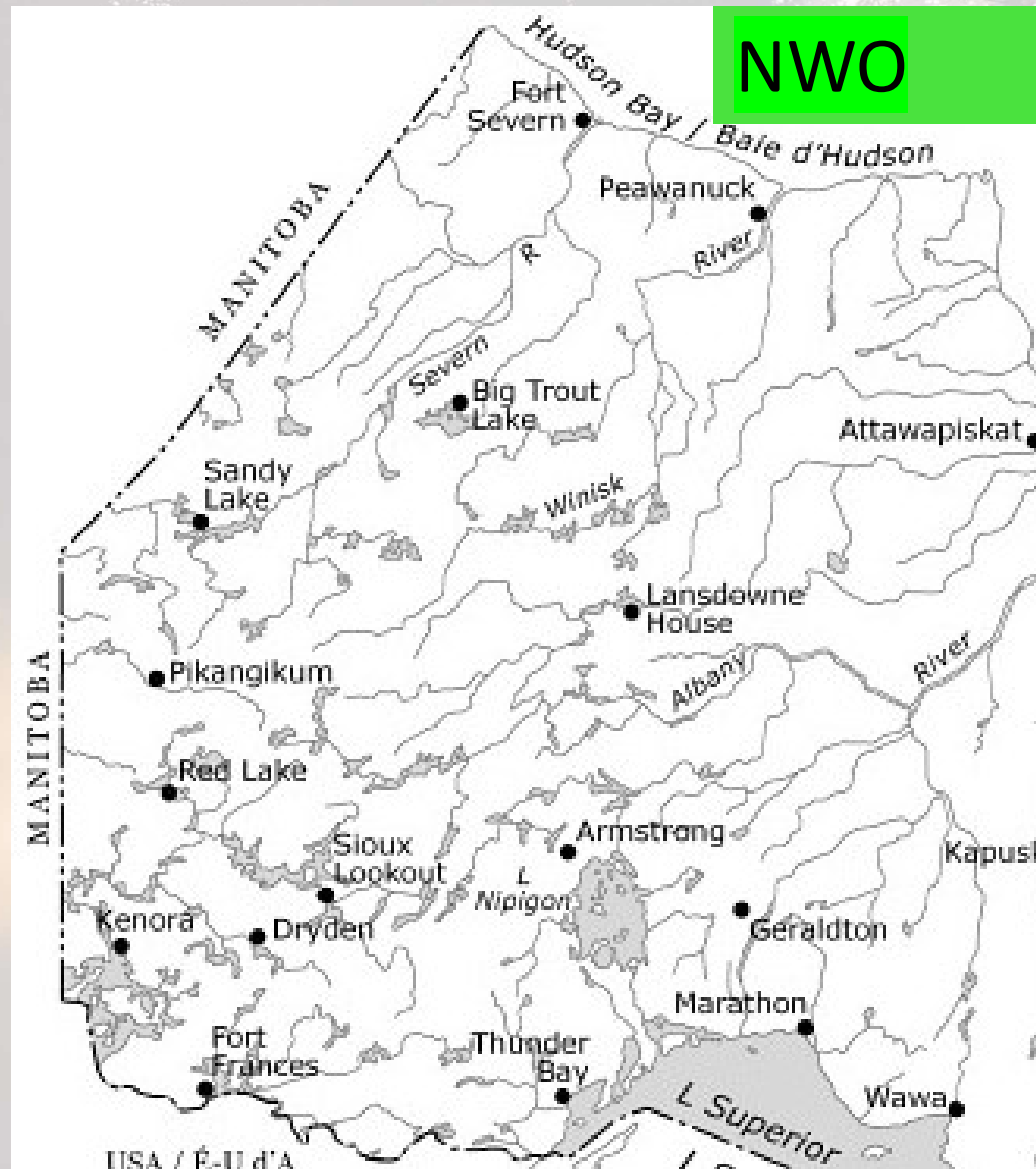 NWO
Hudson Bay / Baie d'Hudson
Fort
Severn
Peawanuck
River
MANITOBA
R
Severn
Big Trout
Lake
Attawapiskat
Sandy
Lake
Winisk
Lansdowne
House
MANITOBA
Pikangikum
Albany
River
Red Lake
Armstrong
Sioux
Lookout
L
Nipigon
Kenora
Dryden
Geraldton
Marathon
Fort
Frances
Thunder
Bay
L Superior
Wawa
USA / É-U d'A